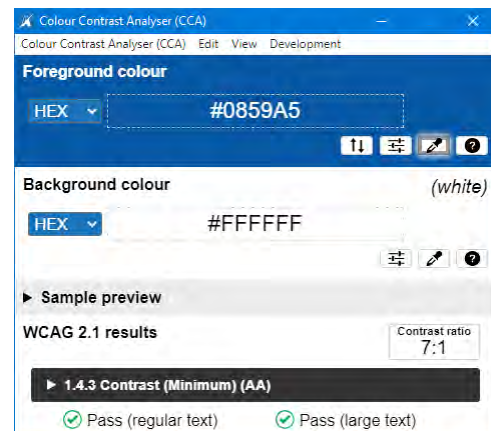 Colour Contrast Analyser (CCA)
Colour Contrast Analyser (CCA) Edit View Development
Foreground colour
HEX #0859A5
Background colour (white)
HEX #FFFFFF
Sample preview
WCAG 2.1 results
Contrast ratio
7:1
1.4.3 Contrast (Minimum) (AA)
Pass (regular text) Pass (large text)